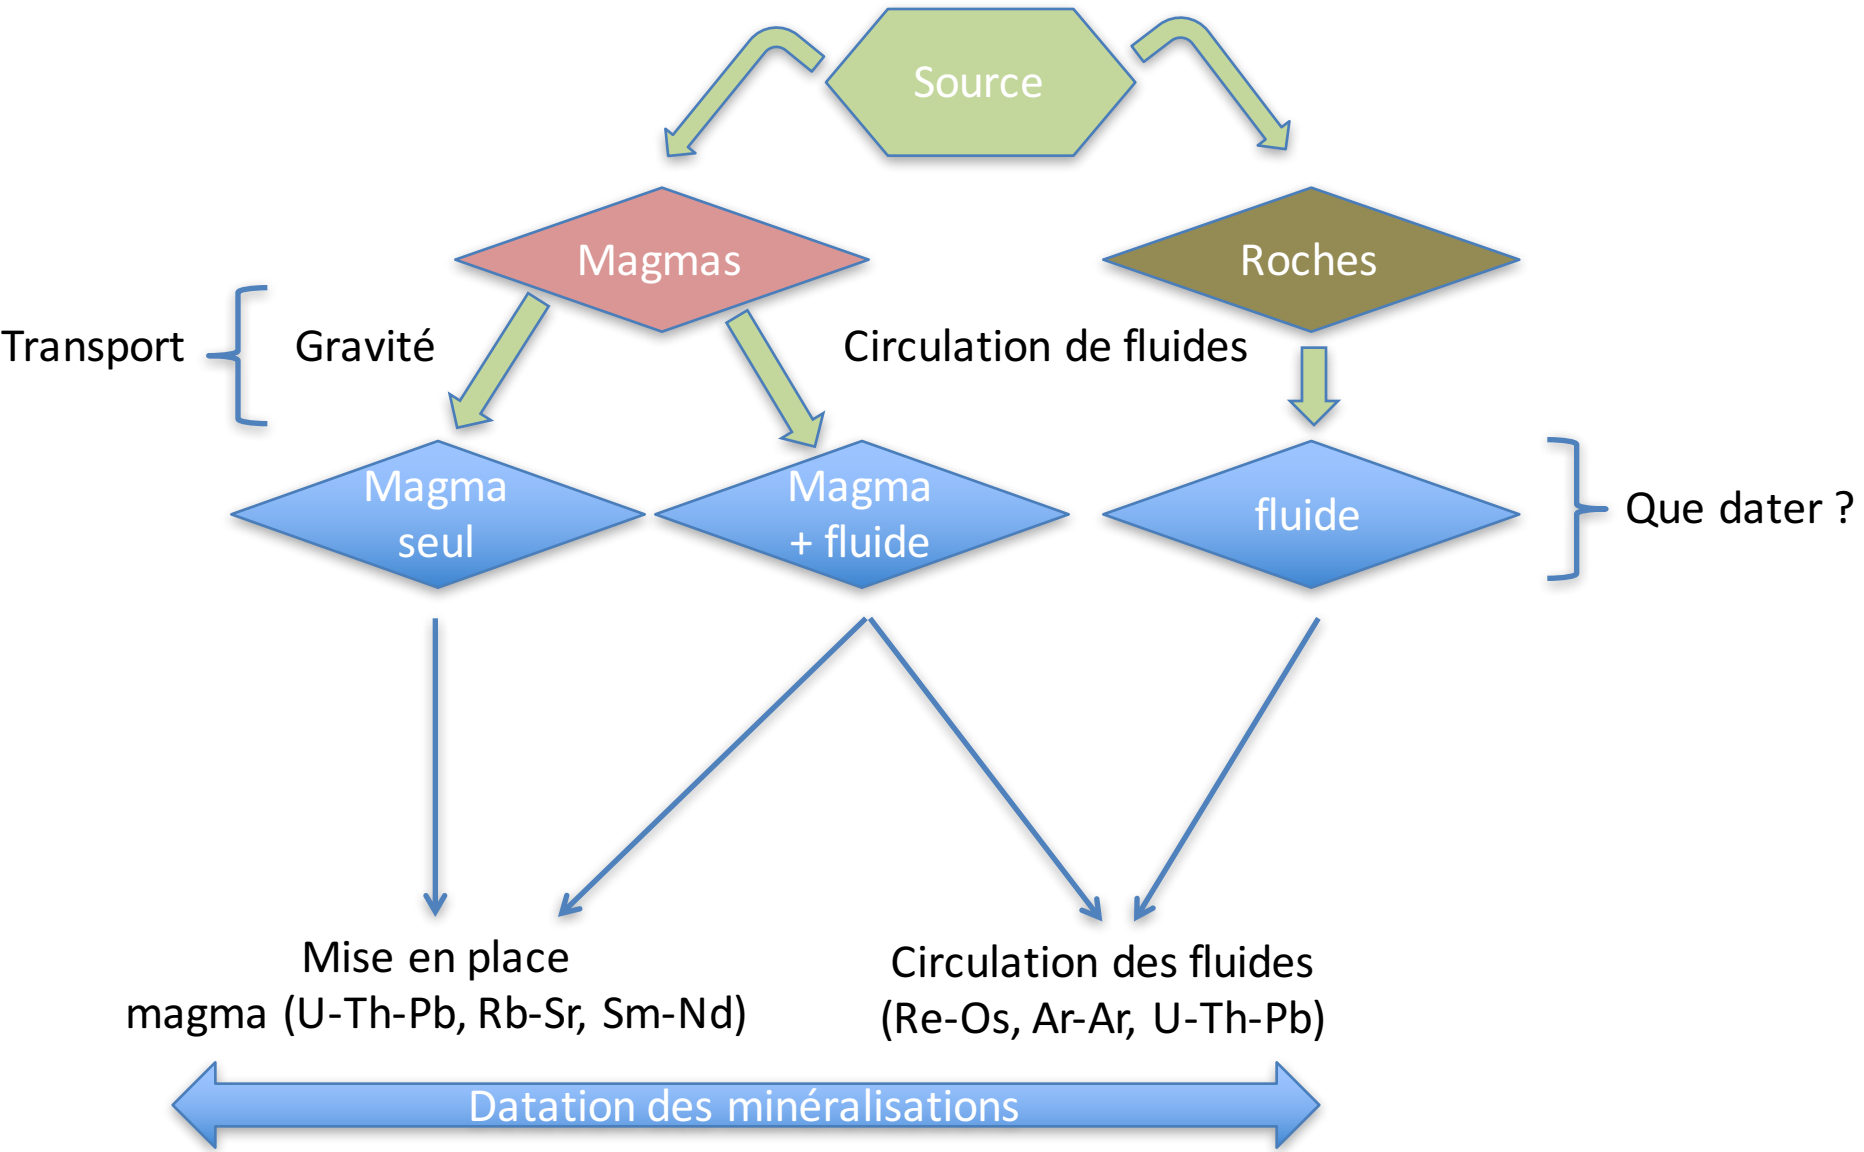 Source
Magmas
Roches
Transport
Gravité
Circulation de fluides
Magma
seul
Magma
+ fluide
fluide
Que dater ?
Mise en place
magma (U-Th-Pb, Rb-Sr, Sm-Nd)
Circulation des fluides
(Re-Os, Ar-Ar, U-Th-Pb)
Datation des minéralisations